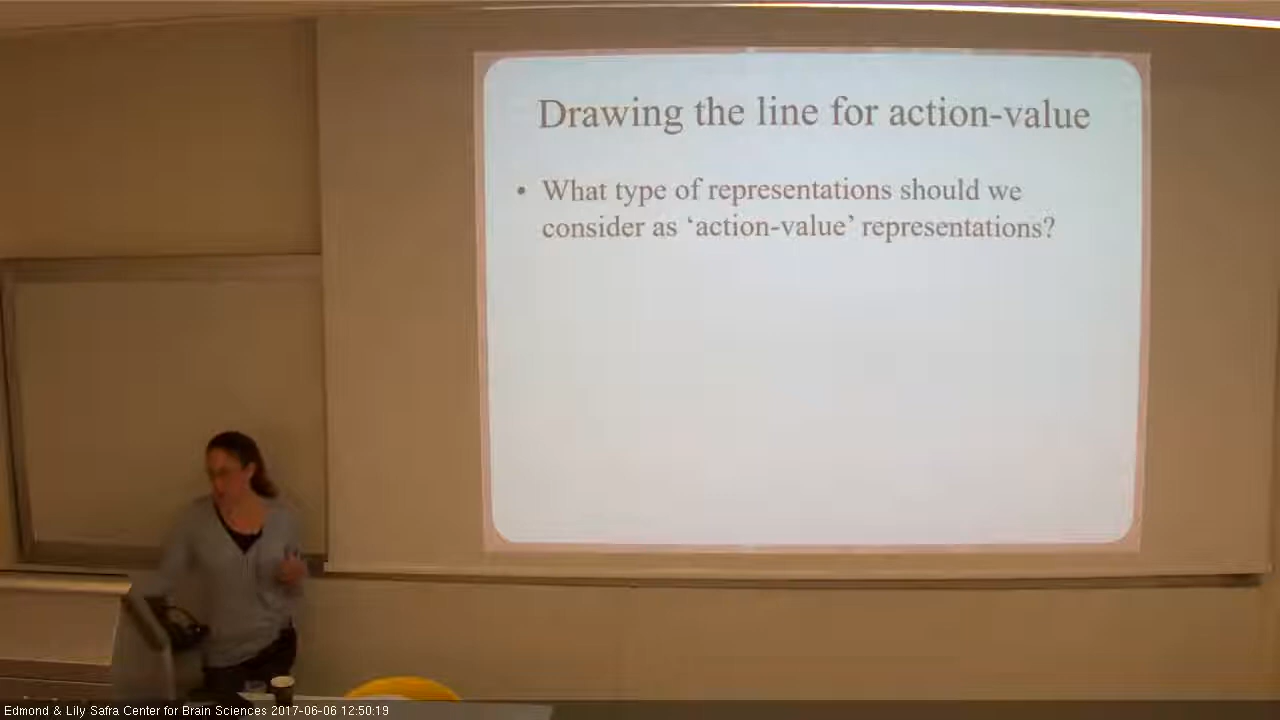 Drawing the line for action-value
• What type of representations should we
consider as ‘action-value’ representations?
Edmond & Lily Safra Center for Brain Sciences 2017-06-06 12:50:19